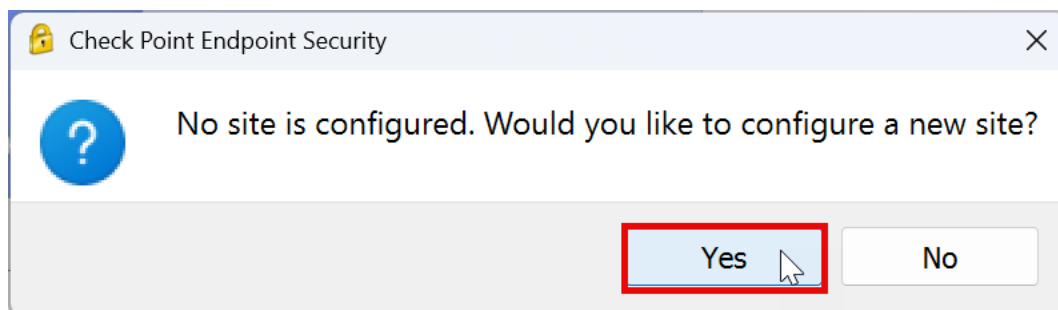 Check Point Endpoint Security
No site is configured. Would you like to configure a new site?
Yes
No